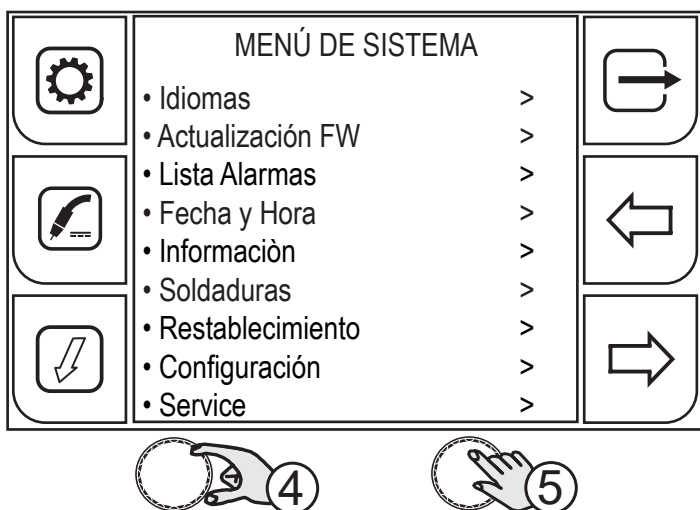 MENÚ DE SISTEMA
• Idiomas >
• Actualización FW >
• Lista Alarmas >
• Fecha y Hora >
• Informaciòn >
• Soldaduras >
• Restablecimiento >
• Configuración >
• Service >
4 5